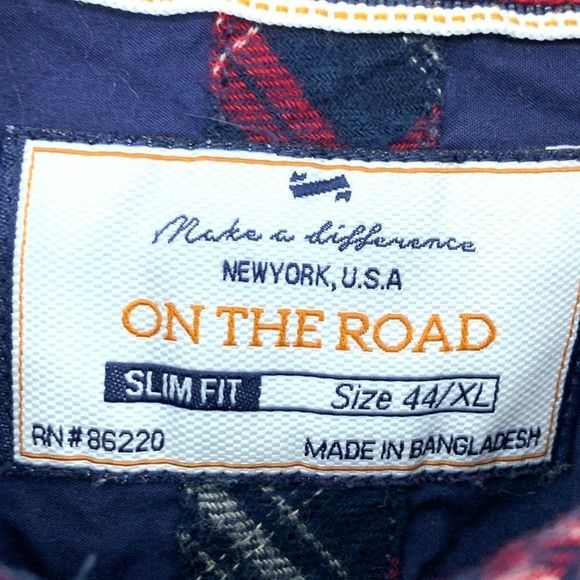 Make a difference
NEWYORK, U.S.A
ON THE ROAD
SLIM FIT Size 44/XL
RN#86220 MADE IN BANGLADESH